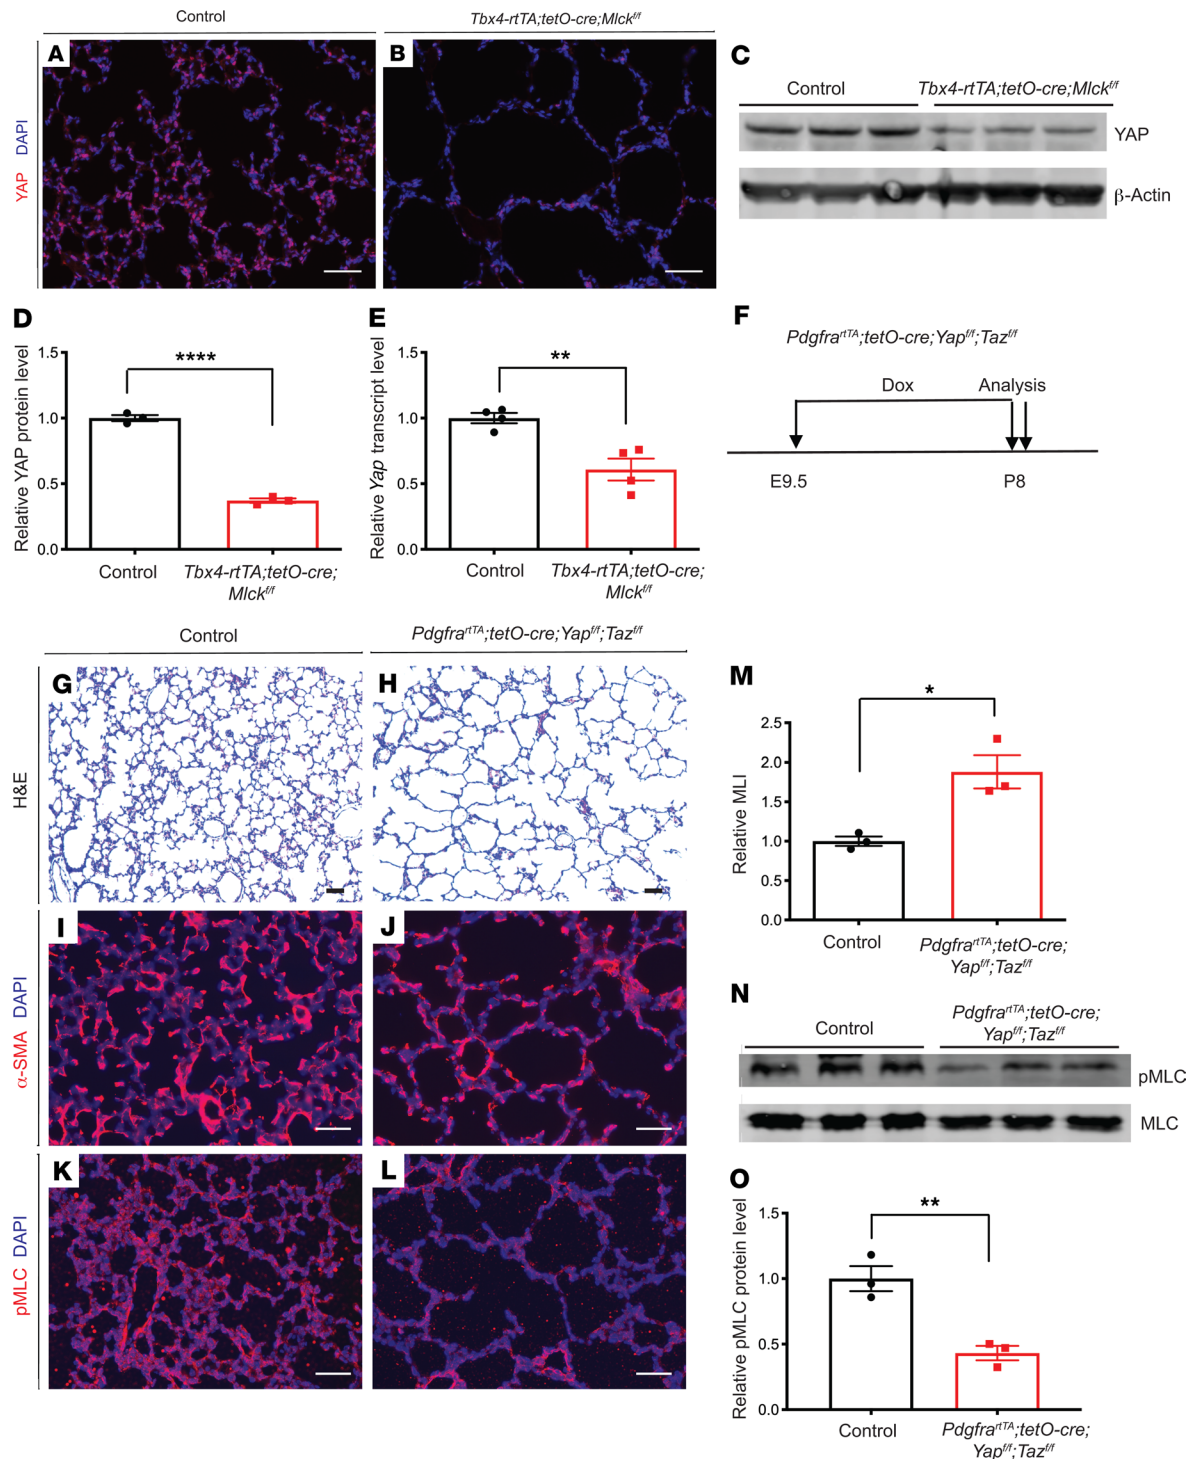 Control
Tbx4-rtTA;tetO-cre;Mlckf/f
A
B
YAP DAPI
C
Control
Tbx4-rtTA;tetO-cre;Mlckf/f
YAP
β-Actin
D
Relative YAP protein level
1.5
1.0
0.5
0.0
****
Control
Tbx4-rtTA;tetO-cre;
Mlckf/f
E
Relative Yap transcript level
1.5
1.0
0.5
0.0
**
Control
Tbx4-rtTA;tetO-cre;
Mlckf/f
F
PdgfrartTA;tetO-cre;Yapf/f;Tazf/f
Dox
Analysis
E9.5
P8
Control
PdgfrartTA;tetO-cre;Yapf/f;Tazf/f
H&E
G
H
α-SMA DAPI
I
J
pMLC DAPI
K
L
M
Relative MLI
2.5
2.0
1.5
1.0
0.5
0.0
*
Control
PdgfrartTA;tetO-cre;
Yapf/f;Tazf/f
N
Control
PdgfrartTA;tetO-cre;
Yapf/f;Tazf/f
pMLC
MLC
O
Relative pMLC protein level
1.5
1.0
0.5
0.0
**
Control
PdgfrartTA;tetO-cre;
Yapf/f;Tazf/f